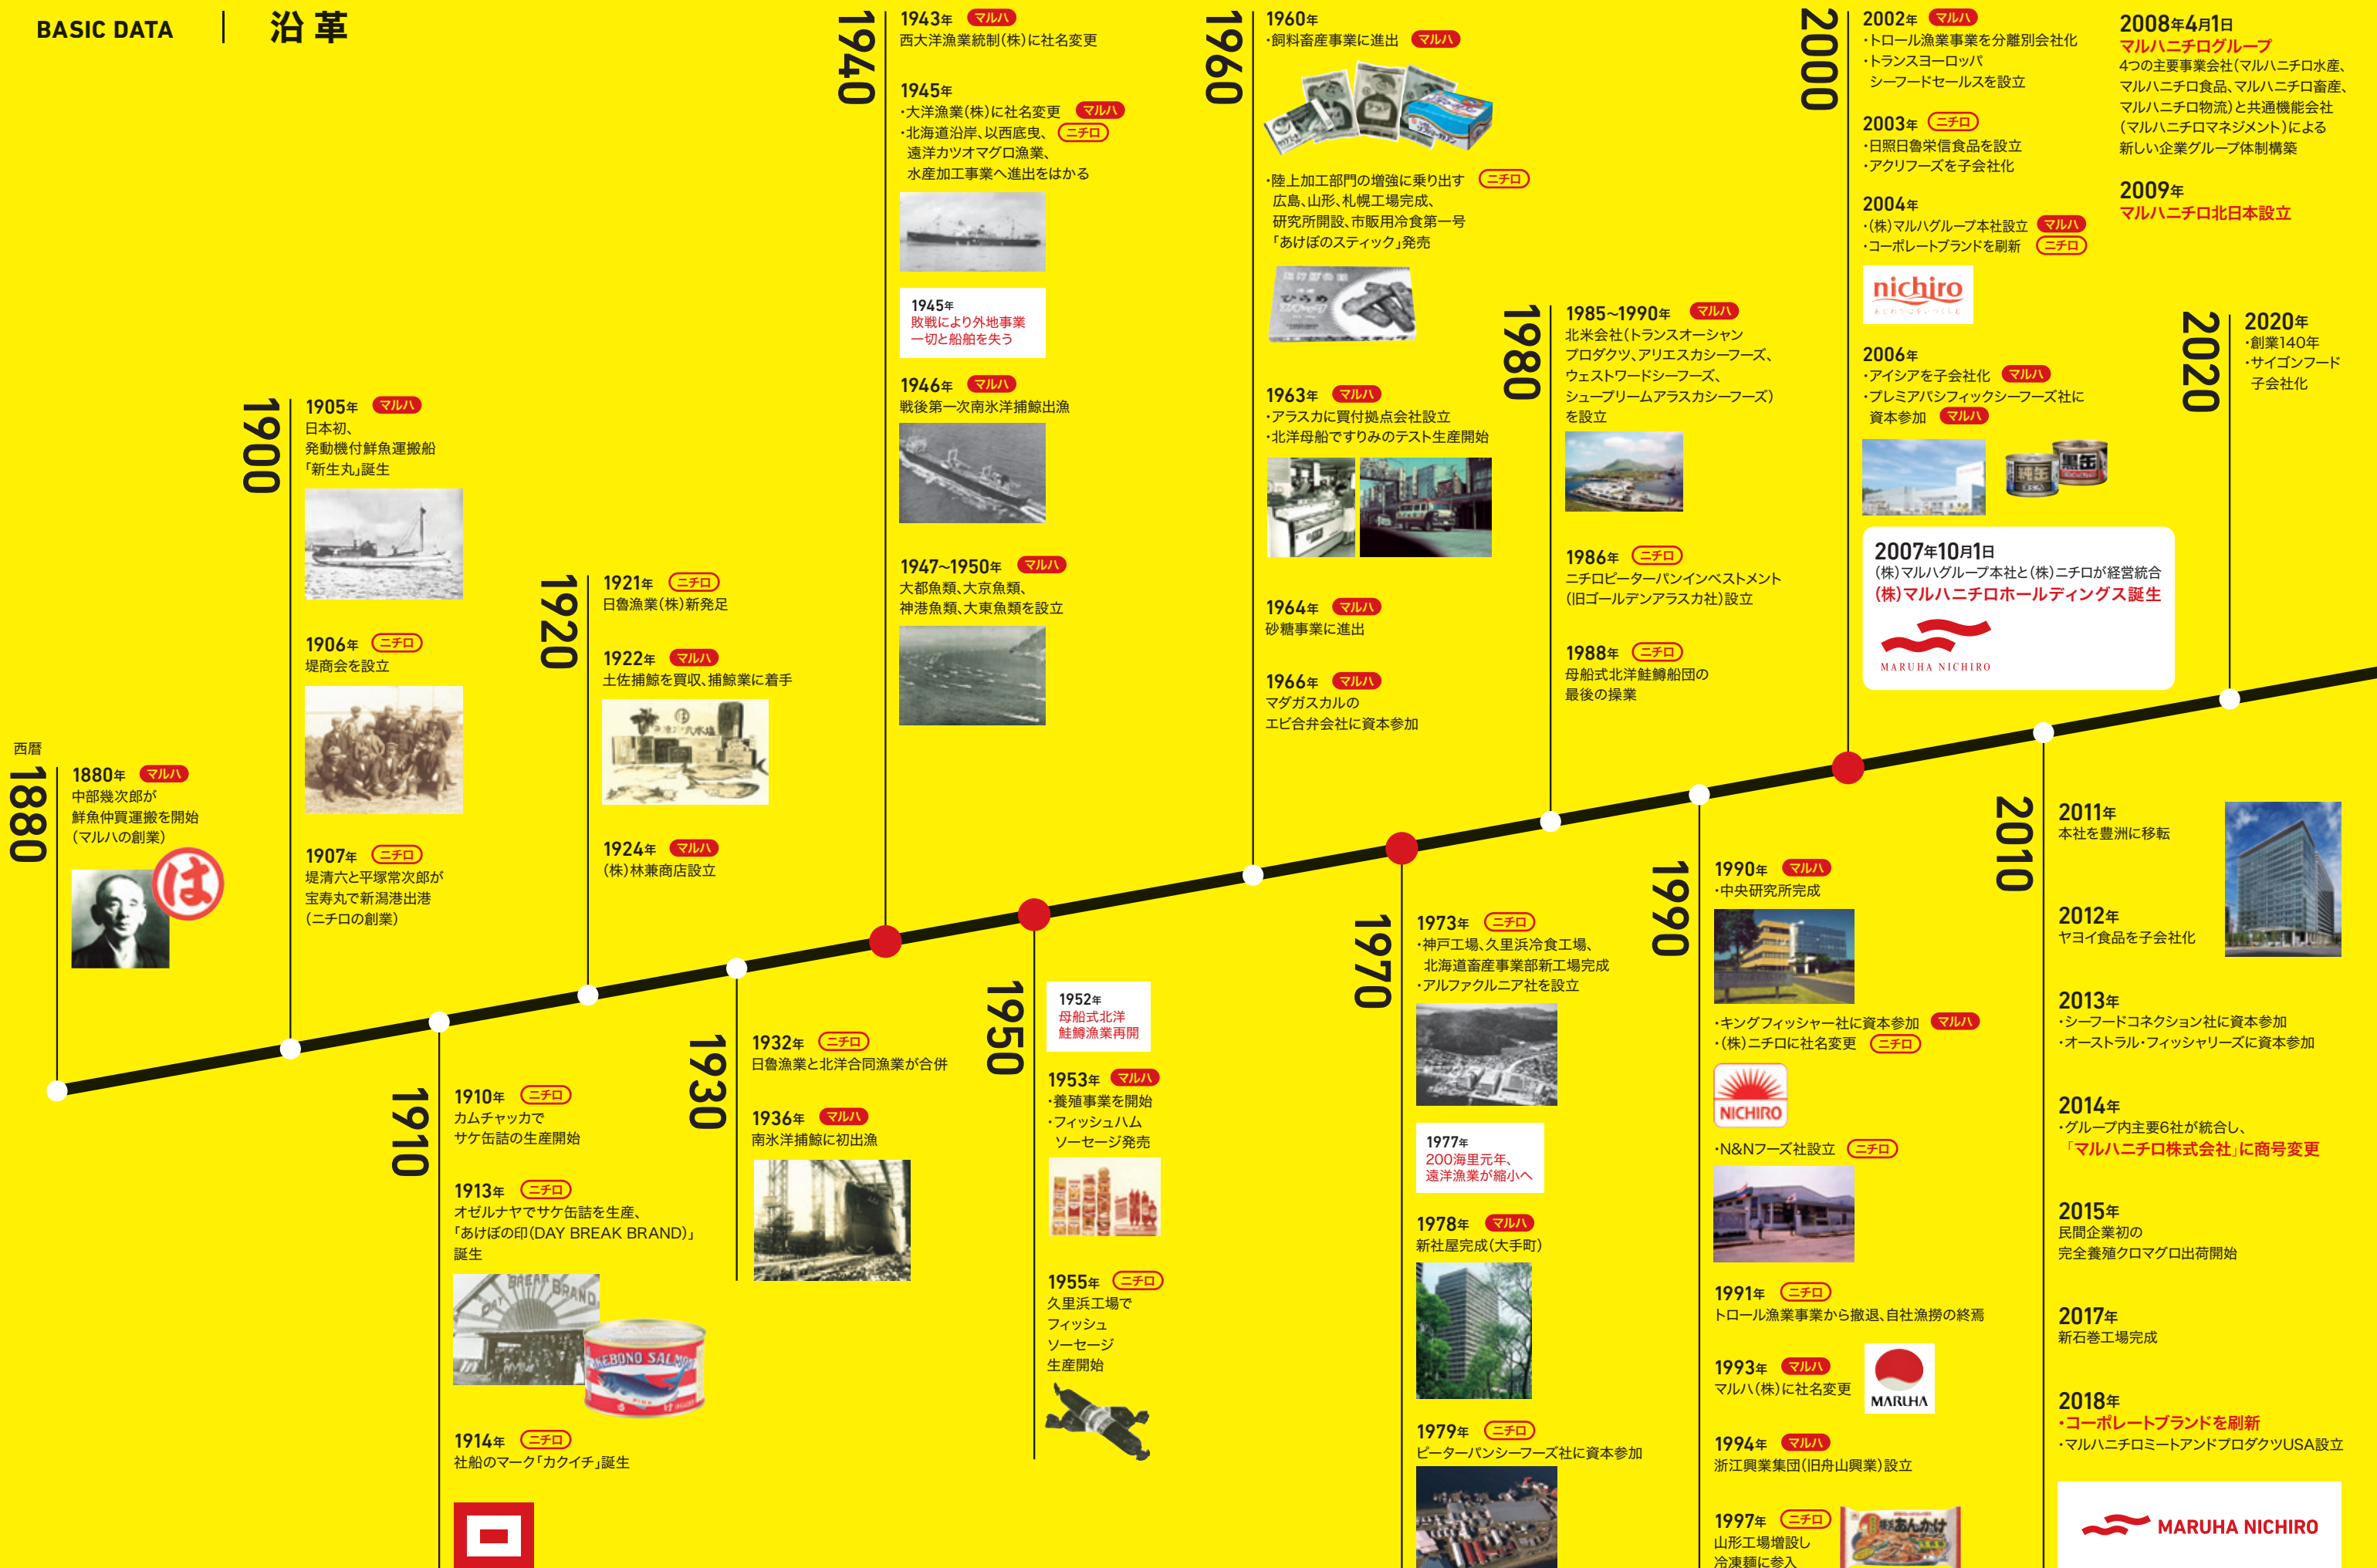 BASIC DATA
沿革
西暦
1880
1880年 マルハ
中部幾次郎が
鮮魚仲買運搬を開始
（マルハの創業）
は
1900
1905年 マルハ
日本初、
発動機付鮮魚運搬船
「新生丸」誕生
1906年 ニチロ
堤商会を設立
1907年 ニチロ
堤清六と平塚常次郎が
宝寿丸で新潟港出港
（ニチロの創業）
1910
1910年 ニチロ
カムチャッカで
サケ缶詰の生産開始
1913年 ニチロ
オゼルナヤでサケ缶詰を生産、
「あけぼの印（DAY BREAK BRAND）」
誕生
DAY BREAK BRAND
AKEBONO SALMON
1914年 ニチロ
社船のマーク「カクイチ」誕生
1920
1921年 ニチロ
日魯漁業（株）新発足
1922年 マルハ
土佐捕鯨を買収、捕鯨業に着手
1924年 マルハ
（株）林兼商店設立
1930
1932年 ニチロ
日魯漁業と北洋合同漁業が合併
1936年 マルハ
南氷洋捕鯨に初出漁
1940
1943年 マルハ
西大洋漁業統制（株）に社名変更
1945年
・大洋漁業（株）に社名変更 マルハ
・北海道沿岸、以西底曳、 ニチロ
遠洋カツオマグロ漁業、
水産加工事業へ進出をはかる
1945年
敗戦により外地事業
一切と船舶を失う
1946年 マルハ
戦後第一次南氷洋捕鯨出漁
1947～1950年 マルハ
大都魚類、大京魚類、
神港魚類、大東魚類を設立
1950
1952年
母船式北洋
鮭鱒漁業再開
1953年 マルハ
・養殖事業を開始
・フィッシュハム
ソーセージ発売
1955年 ニチロ
久里浜工場で
フィッシュ
ソーセージ
生産開始
1960
1960年
・飼料畜産事業に進出 マルハ
・陸上加工部門の増強に乗り出す ニチロ
広島、山形、札幌工場完成、
研究所開設、市販用冷食第一号
「あけぼのスティック」発売
ひらめ
スティック
1963年 マルハ
・アラスカに買付拠点会社設立
・北洋母船ですりみのテスト生産開始
1964年 マルハ
砂糖事業に進出
1966年 マルハ
マダガスカルの
エビ合弁会社に資本参加
1970
1973年 ニチロ
・神戸工場、久里浜冷食工場、
北海道畜産事業部新工場完成
・アルファクルニア社を設立
1977年
200海里元年、
遠洋漁業が縮小へ
1978年 マルハ
新社屋完成（大手町）
1979年 ニチロ
ピーターパンシーフーズ社に資本参加
1980
1985～1990年 マルハ
北米会社（トランスオーシャン
プロダクツ、アリエスカシーフーズ、
ウェストワードシーフーズ、
シュープリームアラスカシーフーズ）
を設立
1986年 ニチロ
ニチロピーターパンインベストメント
（旧ゴールデンアラスカ社）設立
1988年 ニチロ
母船式北洋鮭鱒船団の
最後の操業
1990
1990年 マルハ
・中央研究所完成
・キングフィッシャー社に資本参加 マルハ
・（株）ニチロに社名変更 ニチロ
NICHIRO
・N&Nフーズ社設立 ニチロ
1991年 ニチロ
トロール漁業事業から撤退、自社漁撈の終焉
1993年 マルハ
マルハ（株）に社名変更
MARUHA
1994年 マルハ
浙江興業集団（旧舟山興業）設立
1997年 ニチロ
山形工場増設し
冷凍麺に参入
横浜あんかけ
2000
2002年 マルハ
・トロール漁業事業を分離別会社化
・トランスヨーロッパ
シーフードセールスを設立
2003年 ニチロ
・日照日魯栄信食品を設立
・アクリフーズを子会社化
2004年
・（株）マルハグループ本社設立 マルハ
・コーポレートブランドを刷新 ニチロ
nichiro
2006年
・アイシアを子会社化 マルハ
・プレミアパシフィックシーフーズ社に
資本参加 マルハ
純缶
黒缶
2007年10月1日
（株）マルハグループ本社と（株）ニチロが経営統合
（株）マルハニチロホールディングス誕生
MARUHA NICHIRO
2008年4月1日
マルハニチログループ
4つの主要事業会社（マルハニチロ水産、
マルハニチロ食品、マルハニチロ畜産、
マルハニチロ物流）と共通機能会社
（マルハニチロマネジメント）による
新しい企業グループ体制構築
2009年
マルハニチロ北日本設立
2010
2011年
本社を豊洲に移転
2012年
ヤヨイ食品を子会社化
2013年
・シーフードコネクション社に資本参加
・オーストラル・フィッシャリーズに資本参加
2014年
・グループ内主要6社が統合し、
「マルハニチロ株式会社」に商号変更
2015年
民間企業初の
完全養殖クロマグロ出荷開始
2017年
新石巻工場完成
2018年
・コーポレートブランドを刷新
・マルハニチロミートアンドプロダクツUSA設立
MARUHA NICHIRO
2020
2020年
・創業140年
・サイゴンフード
子会社化